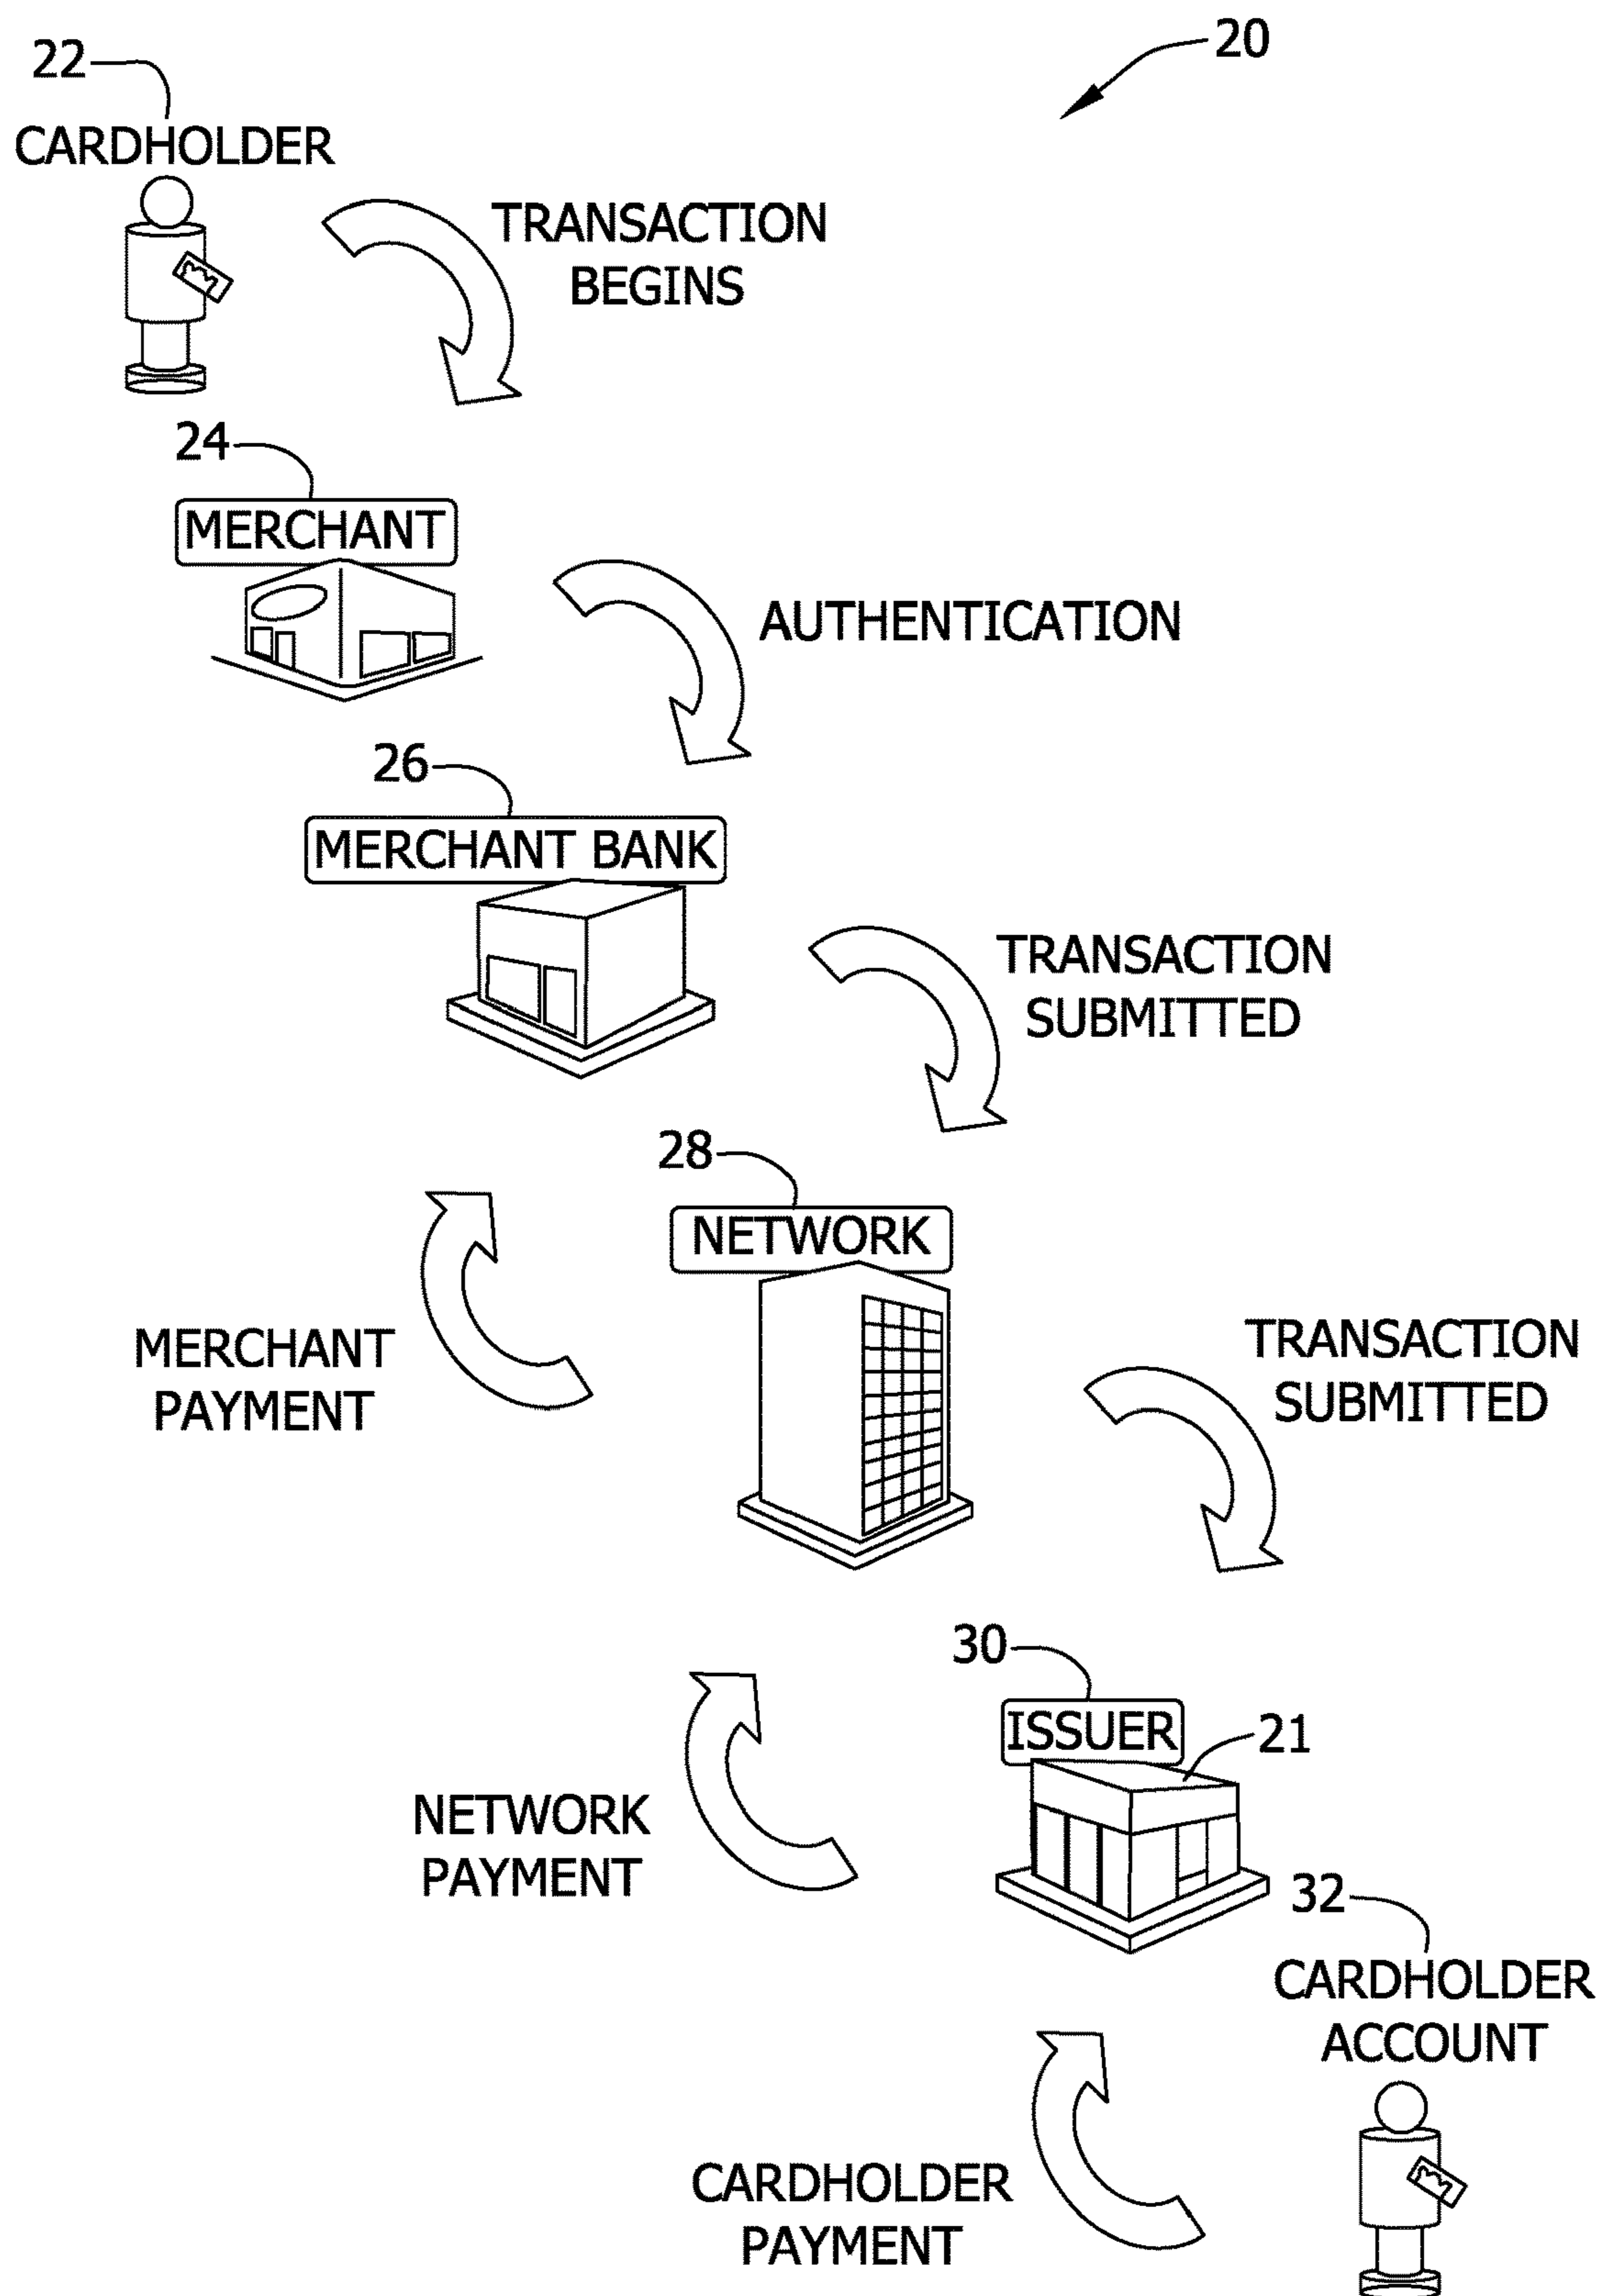 20
22
CARDHOLDER
TRANSACTION
BEGINS
24
MERCHANT
AUTHENTICATION
26
MERCHANT BANK
TRANSACTION
SUBMITTED
28
NETWORK
MERCHANT
PAYMENT
TRANSACTION
SUBMITTED
30
ISSUER
21
NETWORK
PAYMENT
32
CARDHOLDER
ACCOUNT
CARDHOLDER
PAYMENT